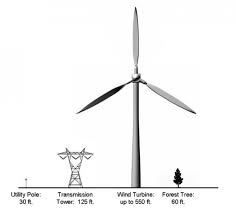 Utility Pole:
30 ft.
Transmission
Tower: 125 ft.
Wind Turbine:
up to 550 ft.
Forest Tree:
60 ft.